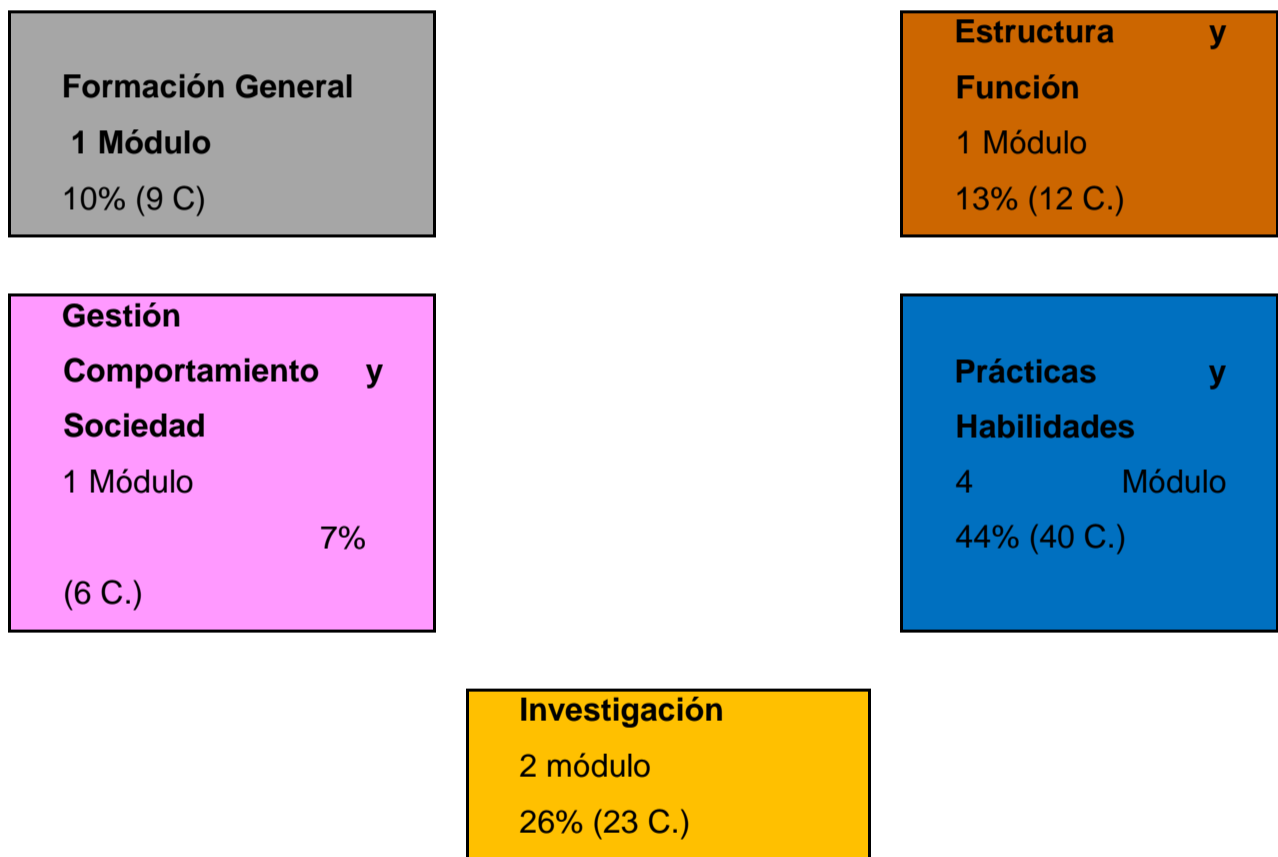 Formación General
1 Módulo
10% (9 C)
Estructura y
Función
1 Módulo
13% (12 C.)
Gestión
Comportamiento y
Sociedad
1 Módulo
7%
(6 C.)
Prácticas y
Habilidades
4 Módulo
44% (40 C.)
Investigación
2 módulo
26% (23 C.)